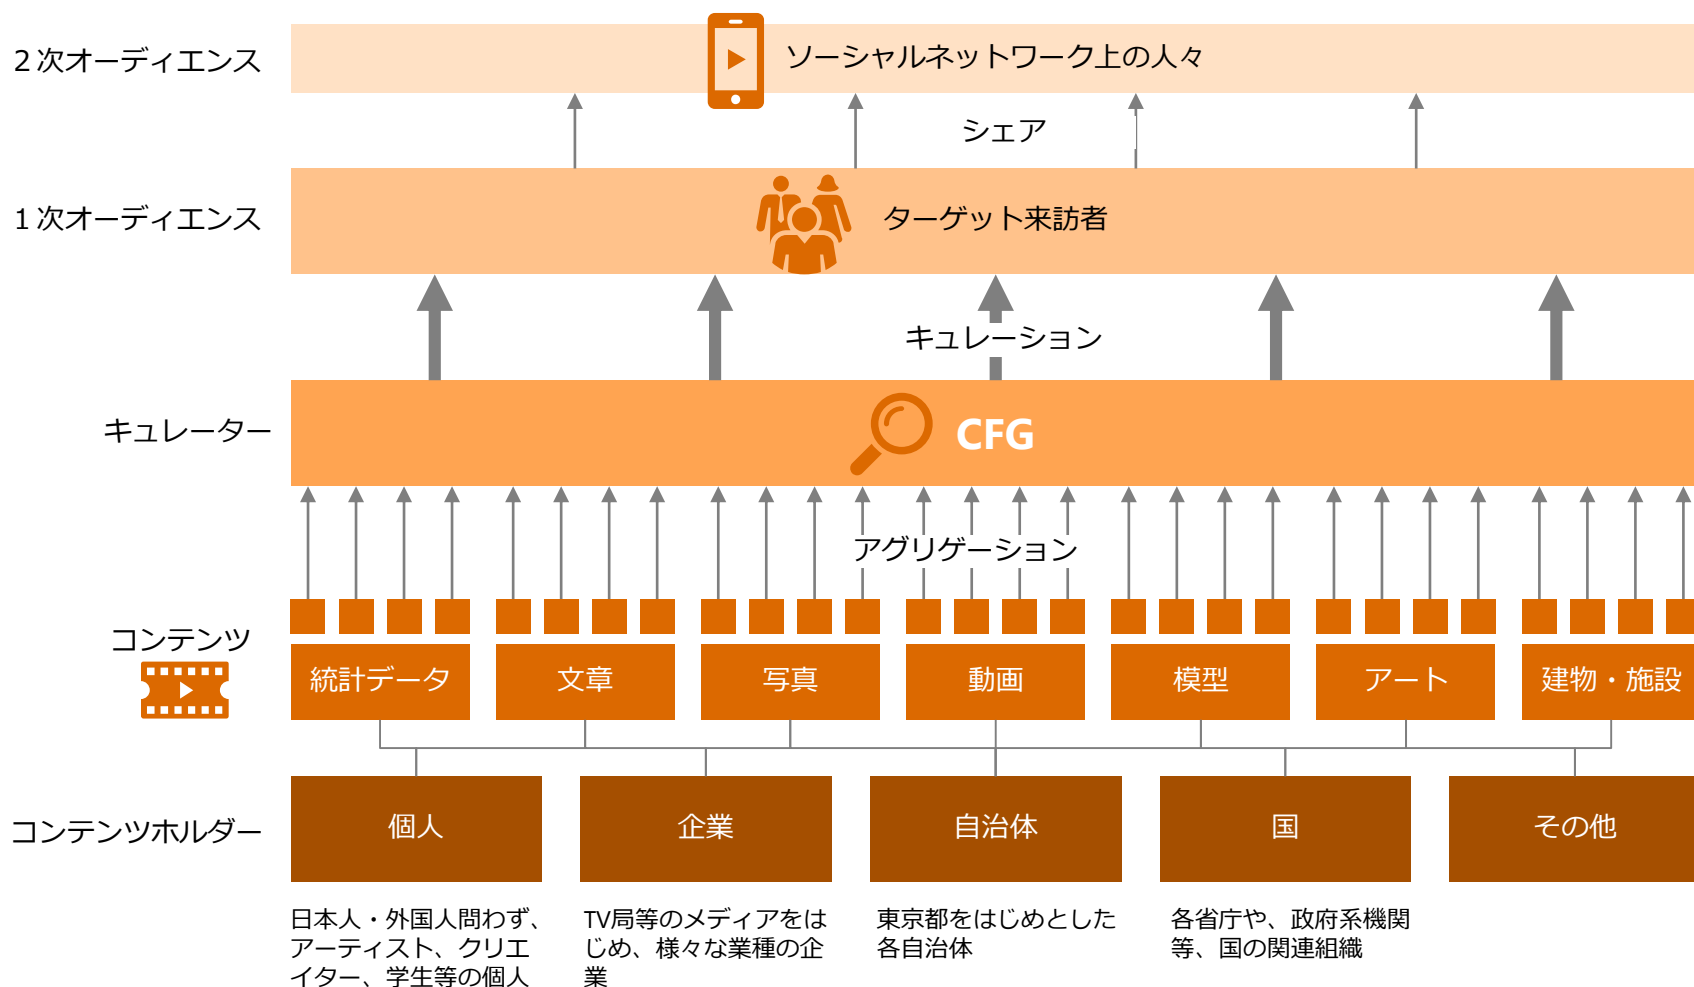 ２次オーディエンス
ソーシャルネットワーク上の人々
シェア
１次オーディエンス
ターゲット来訪者
キュレーション
キュレーター
CFG
アグリゲーション
コンテンツ
統計データ
文章
写真
動画
模型
アート
建物・施設
コンテンツホルダー
個人
企業
自治体
国
その他
日本人・外国人問わず、
アーティスト、クリエ
イター、学生等の個人
TV局等のメディアをは
じめ、様々な業種の企
業
東京都をはじめとした
各自治体
各省庁や、政府系機関
等、国の関連組織